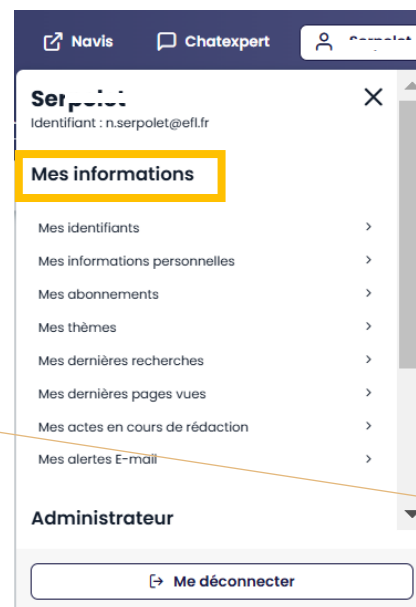 Navis
Chatexpert
Identifiant : n.serpolet@efl.fr
Mes informations
Mes identifiants
Mes informations personnelles
Mes abonnements
Mes thèmes
Mes dernières recherches
Mes dernières pages vues
Mes actes en cours de rédaction
Mes alertes E-mail
Administrateur
Me déconnecter